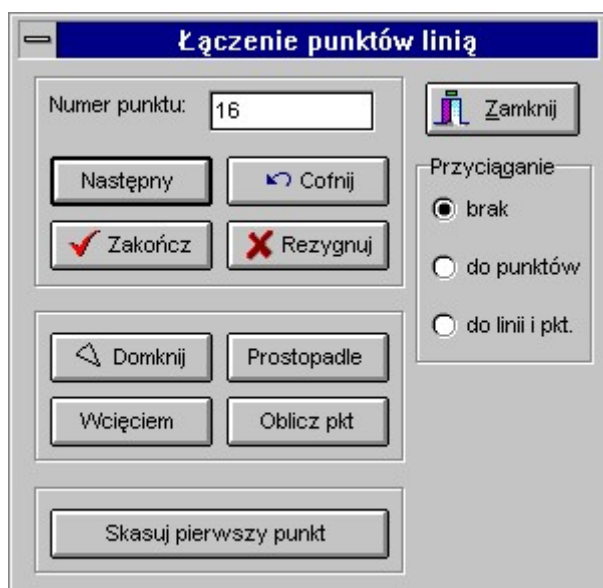 Łączenie punktów linią
Numer punktu: 16
Następny
Cofnij
Zakończ
Rezygnuj
Zamknij
Przyciąganie
brak
do punktów
do linii i pkt.
Domknij
Prostopadle
Wcięciem
Oblicz pkt
Skasuj pierwszy punkt